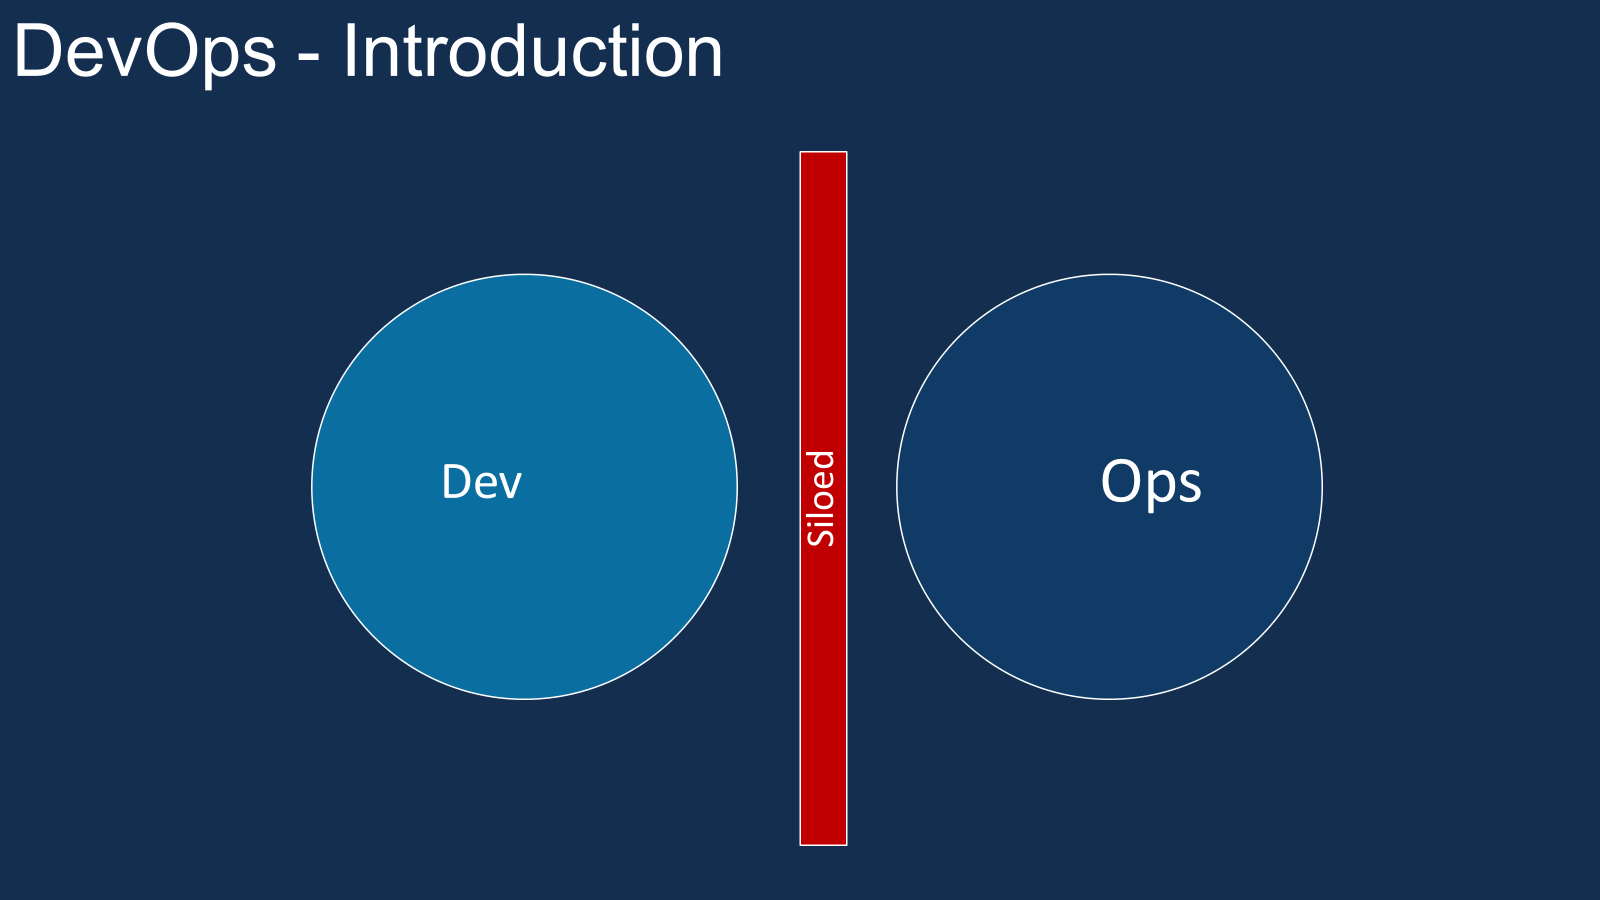 DevOps - Introduction
Dev
Siloed
Ops